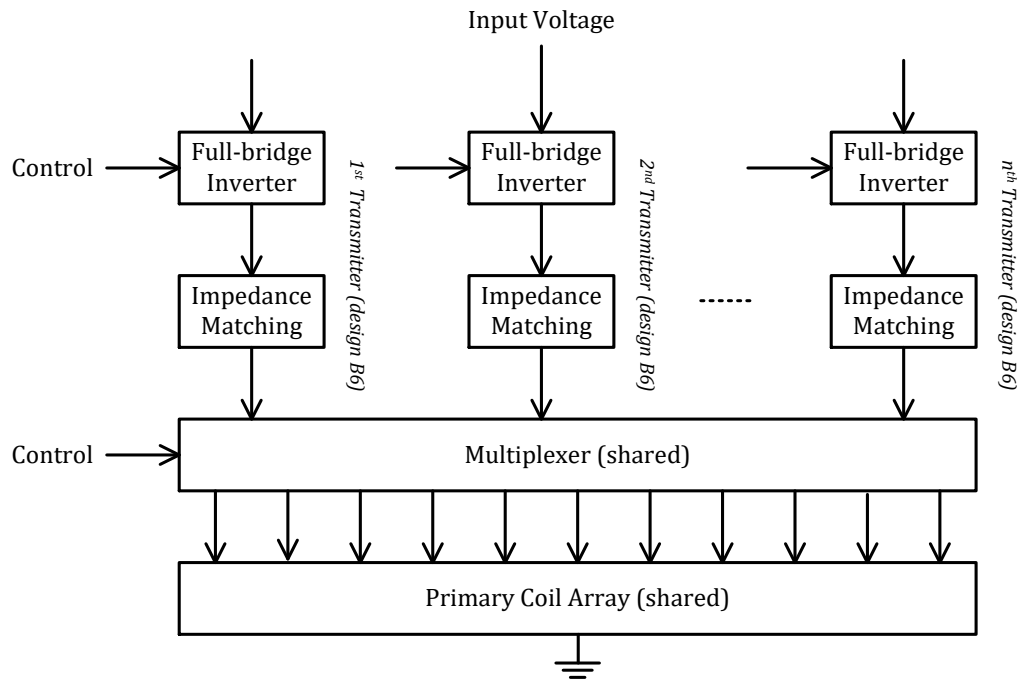 Input Voltage
Control
Full-bridge
Inverter
1st Transmitter (design B6)
Full-bridge
Inverter
2nd Transmitter (design B6)
Full-bridge
Inverter
nth Transmitter (design B6)
Impedance
Matching
Impedance
Matching
Impedance
Matching
Control
Multiplexer (shared)
Primary Coil Array (shared)